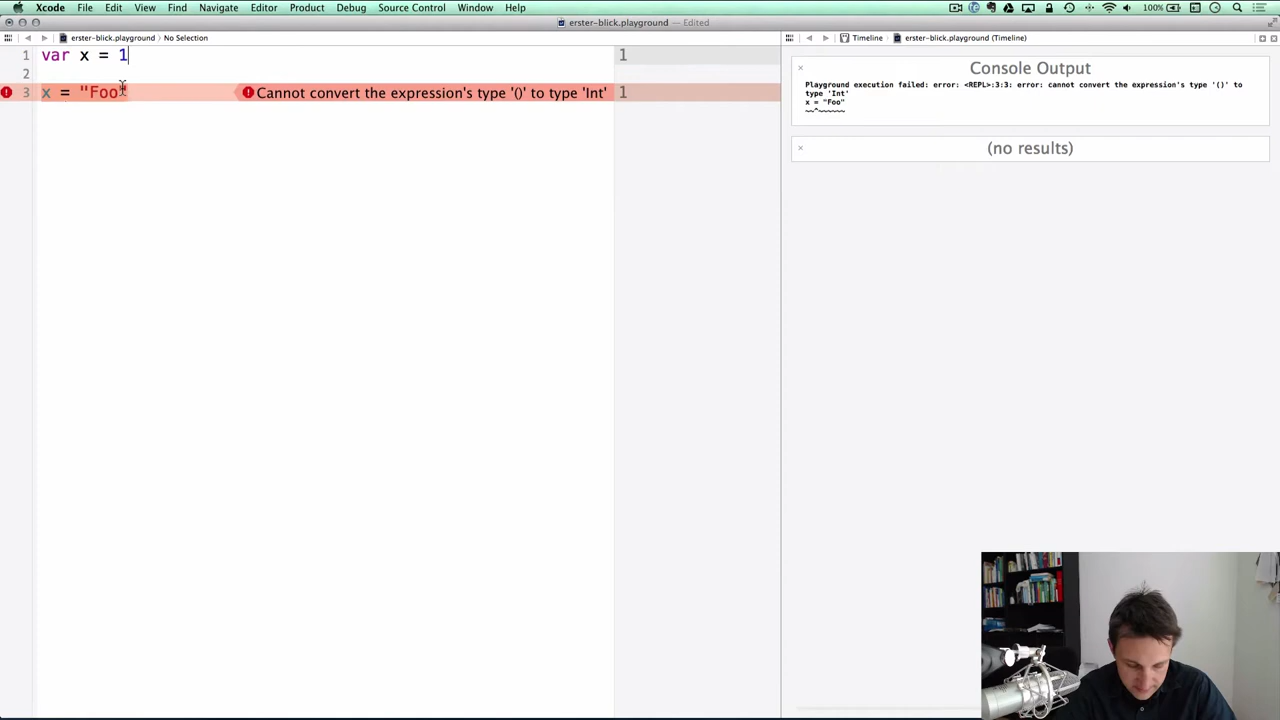 Xcode File Edit View Find Navigate Editor Product Debug Source Control Window Help 100%
erster-blick.playground — Edited
erster-blick.playground No Selection
Timeline erster-blick.playground (Timeline)
1 var x = 1 1
2
3 x = "Foo" Cannot convert the expression's type '()' to type 'Int' 1
Console Output
Playground execution failed: error: <REPL>:3:3: error: cannot convert the expression's type '()' to
type 'Int'
x = "Foo"
~~^~~~~~~
(no results)